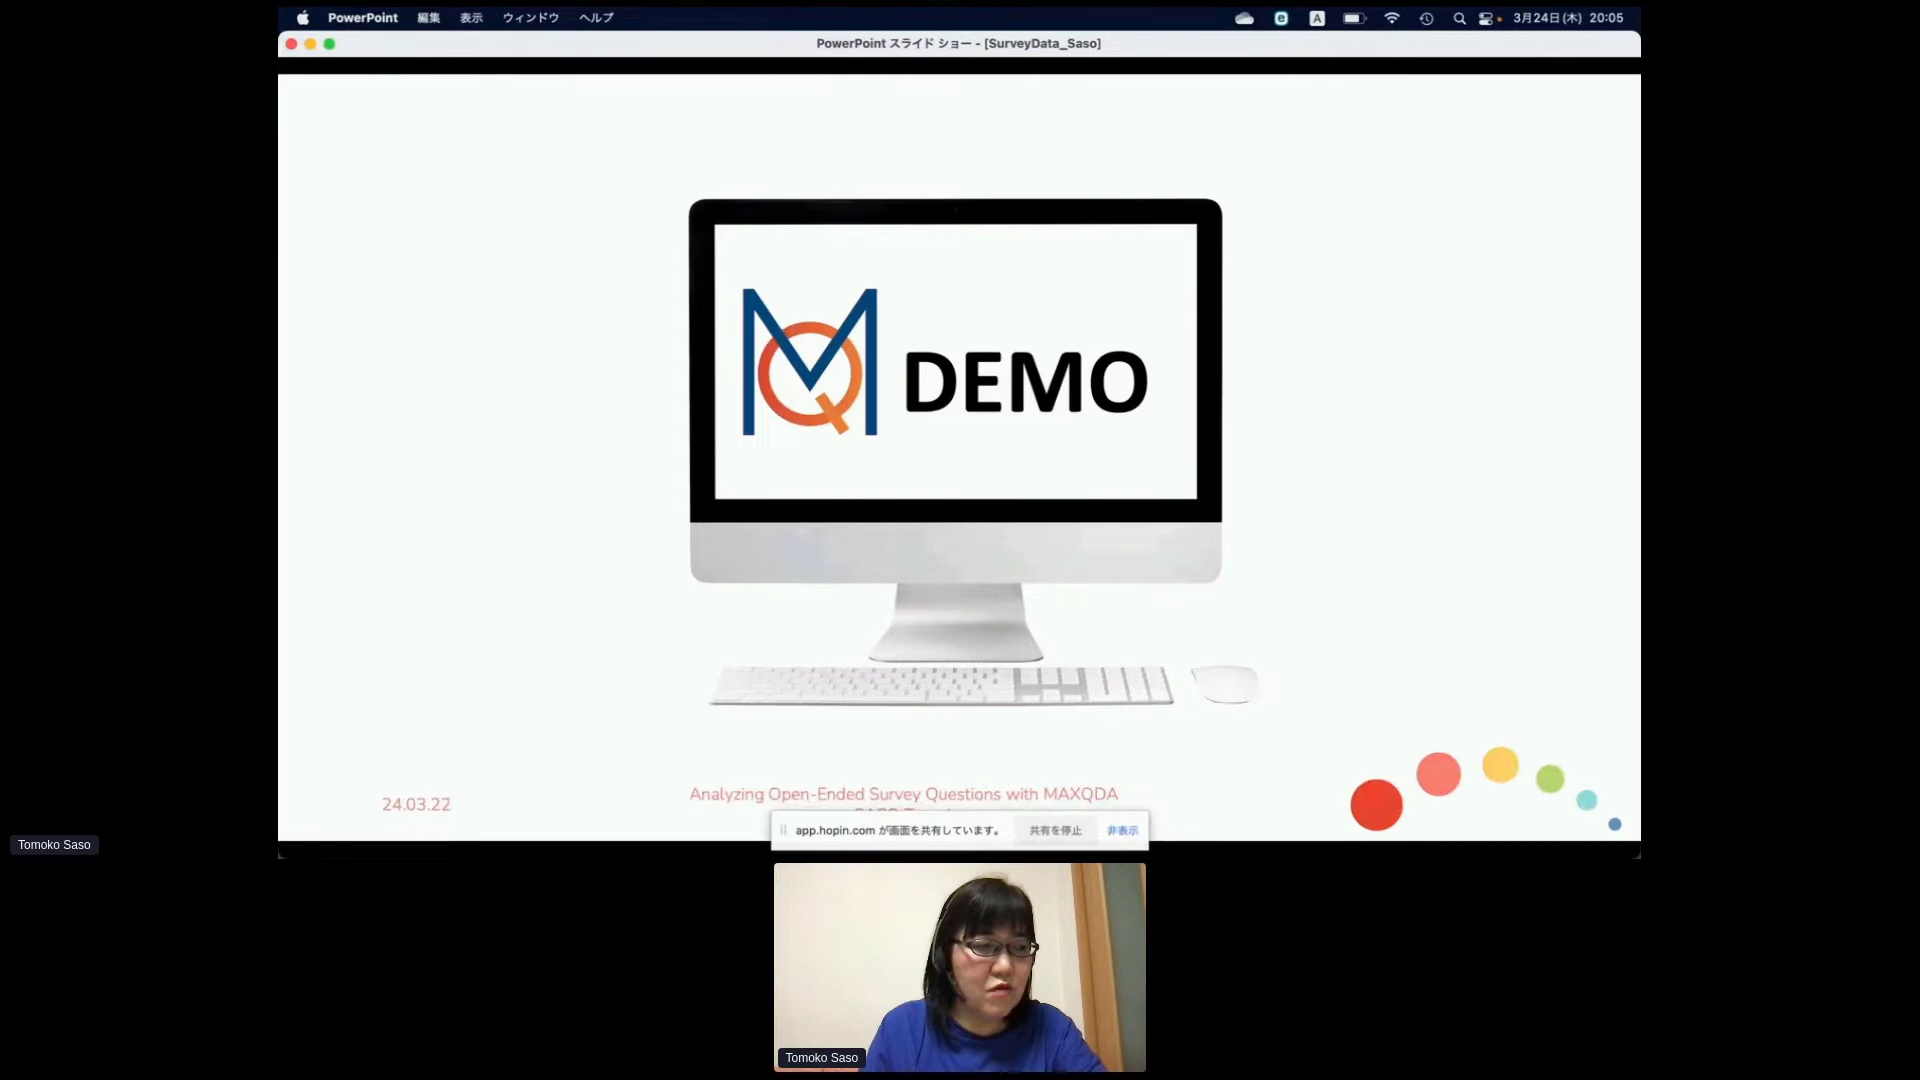 PowerPoint 編集 表示 ウィンドウ ヘルプ
A 3月24日(木) 20:05
PowerPoint スライド ショー - [SurveyData_Saso]
MQ DEMO
24.03.22
Analyzing Open-Ended Survey Questions with MAXQDA
app.hopin.com が画面を共有しています。 共有を停止 非表示
Tomoko Saso
Tomoko Saso